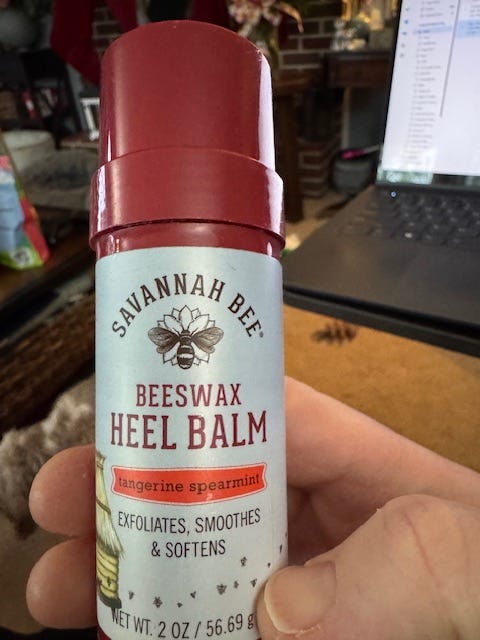 SAVANNAH BEE®
BEESWAX
HEEL BALM
tangerine spearmint
EXFOLIATES, SMOOTHES
& SOFTENS
NET WT. 2 OZ / 56.69 g